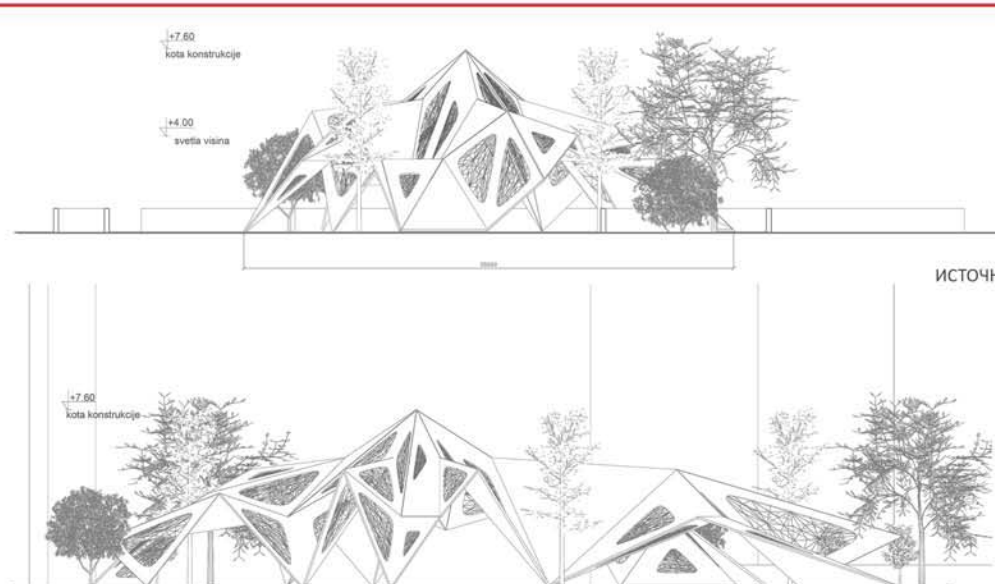 +7.60
kota konstrukcije
+4.00
svetla visina
ИСТОЧН
+7.60
kota konstrukcije